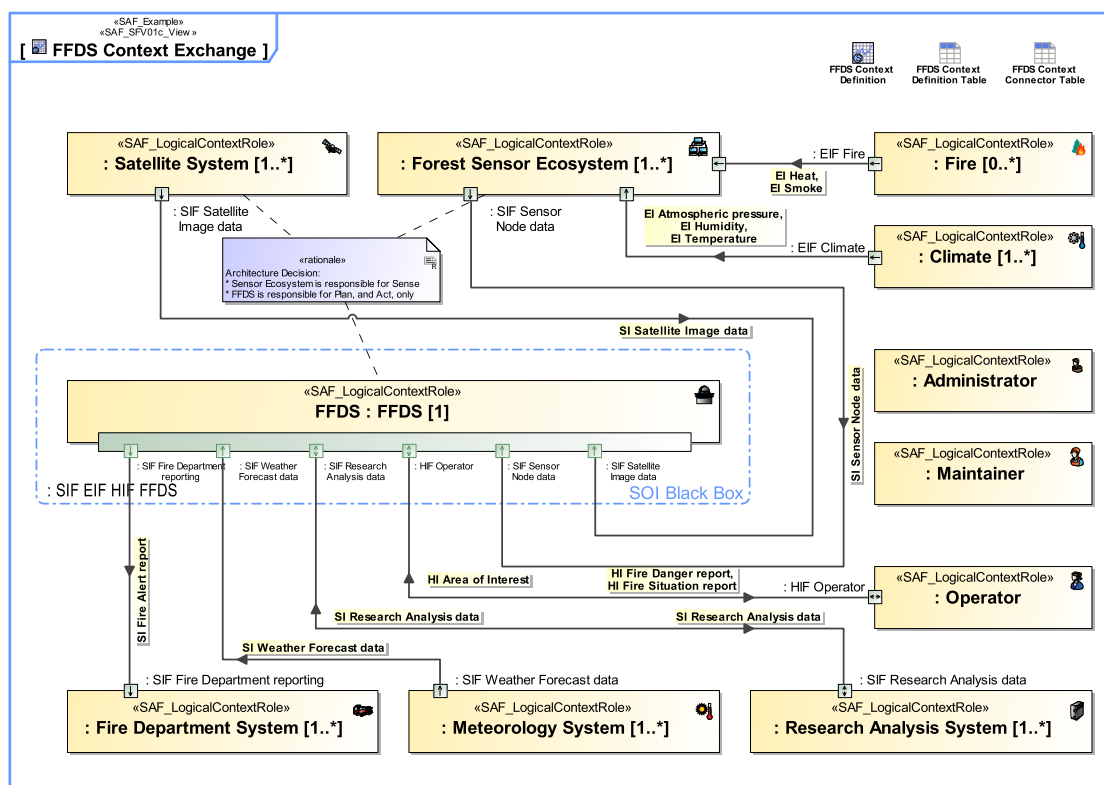 «SAF_Example»
«SAF_SFV01c_View »
[ FFDS Context Exchange ]
FFDS Context
Definition
FFDS Context
Definition Table
FFDS Context
Connector Table
«SAF_LogicalContextRole»
: Satellite System [1..*]
«SAF_LogicalContextRole»
: Forest Sensor Ecosystem [1..*]
: EIF Fire
EI Heat,
EI Smoke
«SAF_LogicalContextRole»
: Fire [0..*]
: SIF Satellite
Image data
: SIF Sensor
Node data
EI Atmospheric pressure,
EI Humidity,
EI Temperature
: EIF Climate
«SAF_LogicalContextRole»
: Climate [1..*]
«rationale»
Architecture Decision:
* Sensor Ecosystem is responsible for Sense
* FFDS is responsible for Plan, and Act, only
R
SI Satellite Image data
SI Sensor Node data
«SAF_LogicalContextRole»
: Administrator
«SAF_LogicalContextRole»
FFDS : FFDS [1]
«SAF_LogicalContextRole»
: Maintainer
: SIF Fire Department
reporting
: SIF Weather
Forecast data
: SIF Research
Analysis data
: HIF Operator
: SIF Sensor
Node data
: SIF Satellite
Image data
: SIF EIF HIF FFDS
SOI Black Box
SI Fire Alert report
HI Area of Interest
HI Fire Danger report,
HI Fire Situation report
: HIF Operator
«SAF_LogicalContextRole»
: Operator
SI Research Analysis data
SI Research Analysis data
SI Weather Forecast data
: SIF Fire Department reporting
: SIF Weather Forecast data
: SIF Research Analysis data
«SAF_LogicalContextRole»
: Fire Department System [1..*]
«SAF_LogicalContextRole»
: Meteorology System [1..*]
«SAF_LogicalContextRole»
: Research Analysis System [1..*]